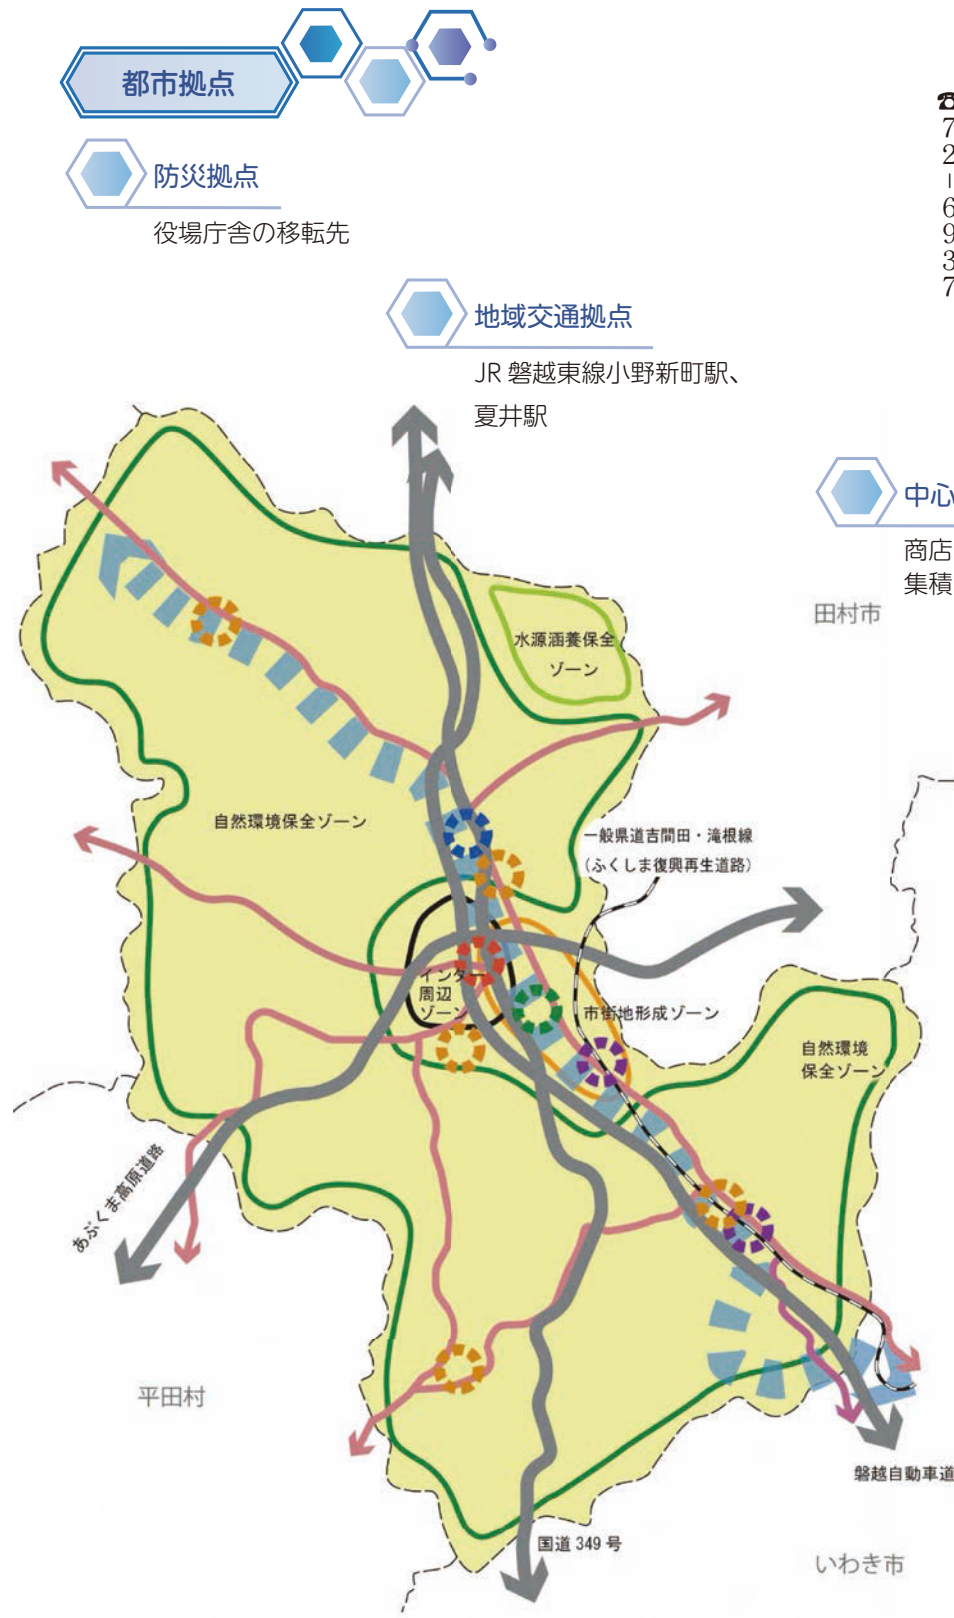 都市拠点
防災拠点
役場庁舎の移転先
☎
72-6937
地域交通拠点
JR 磐越東線小野新町駅、
夏井駅
中心
商店
集積
田村市
水源涵養保全
ゾーン
自然環境保全ゾーン
一般県道吉間田・滝根線
（ふくしま復興再生道路）
インター
周辺
ゾーン
市街地形成ゾーン
自然環境
保全ゾーン
あぶくま高原道路
平田村
磐越自動車道
国道 349 号
いわき市